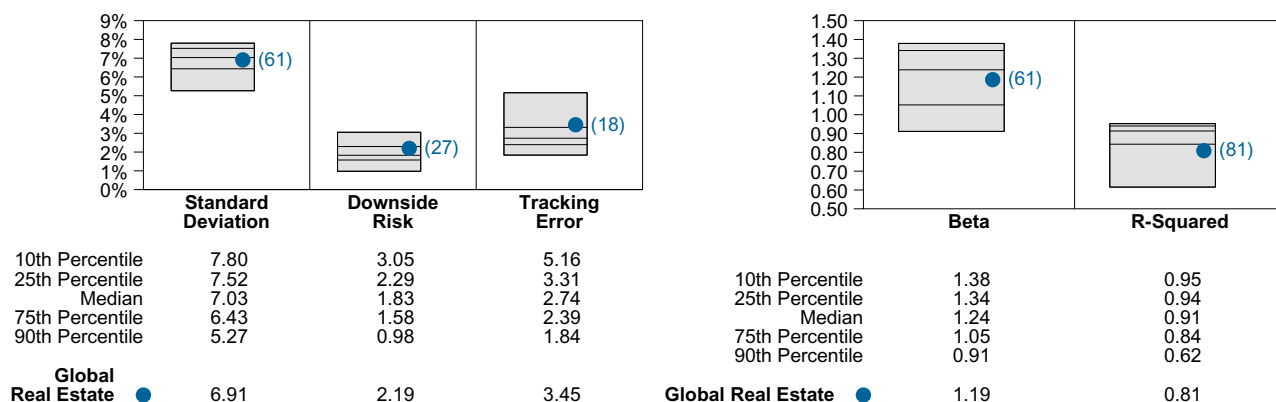 9%
8%
7%
6%
5%
4%
3%
2%
1%
0%
(61)
(27)
(18)
Standard Deviation
Downside Risk
Tracking Error
10th Percentile 7.80 3.05 5.16
25th Percentile 7.52 2.29 3.31
Median 7.03 1.83 2.74
75th Percentile 6.43 1.58 2.39
90th Percentile 5.27 0.98 1.84
Global
Real Estate 6.91 2.19 3.45
1.50
1.40
1.30
1.20
1.10
1.00
0.90
0.80
0.70
0.60
0.50
(61)
(81)
Beta R-Squared
10th Percentile 1.38 0.95
25th Percentile 1.34 0.94
Median 1.24 0.91
75th Percentile 1.05 0.84
90th Percentile 0.91 0.62
Global Real Estate 1.19 0.81